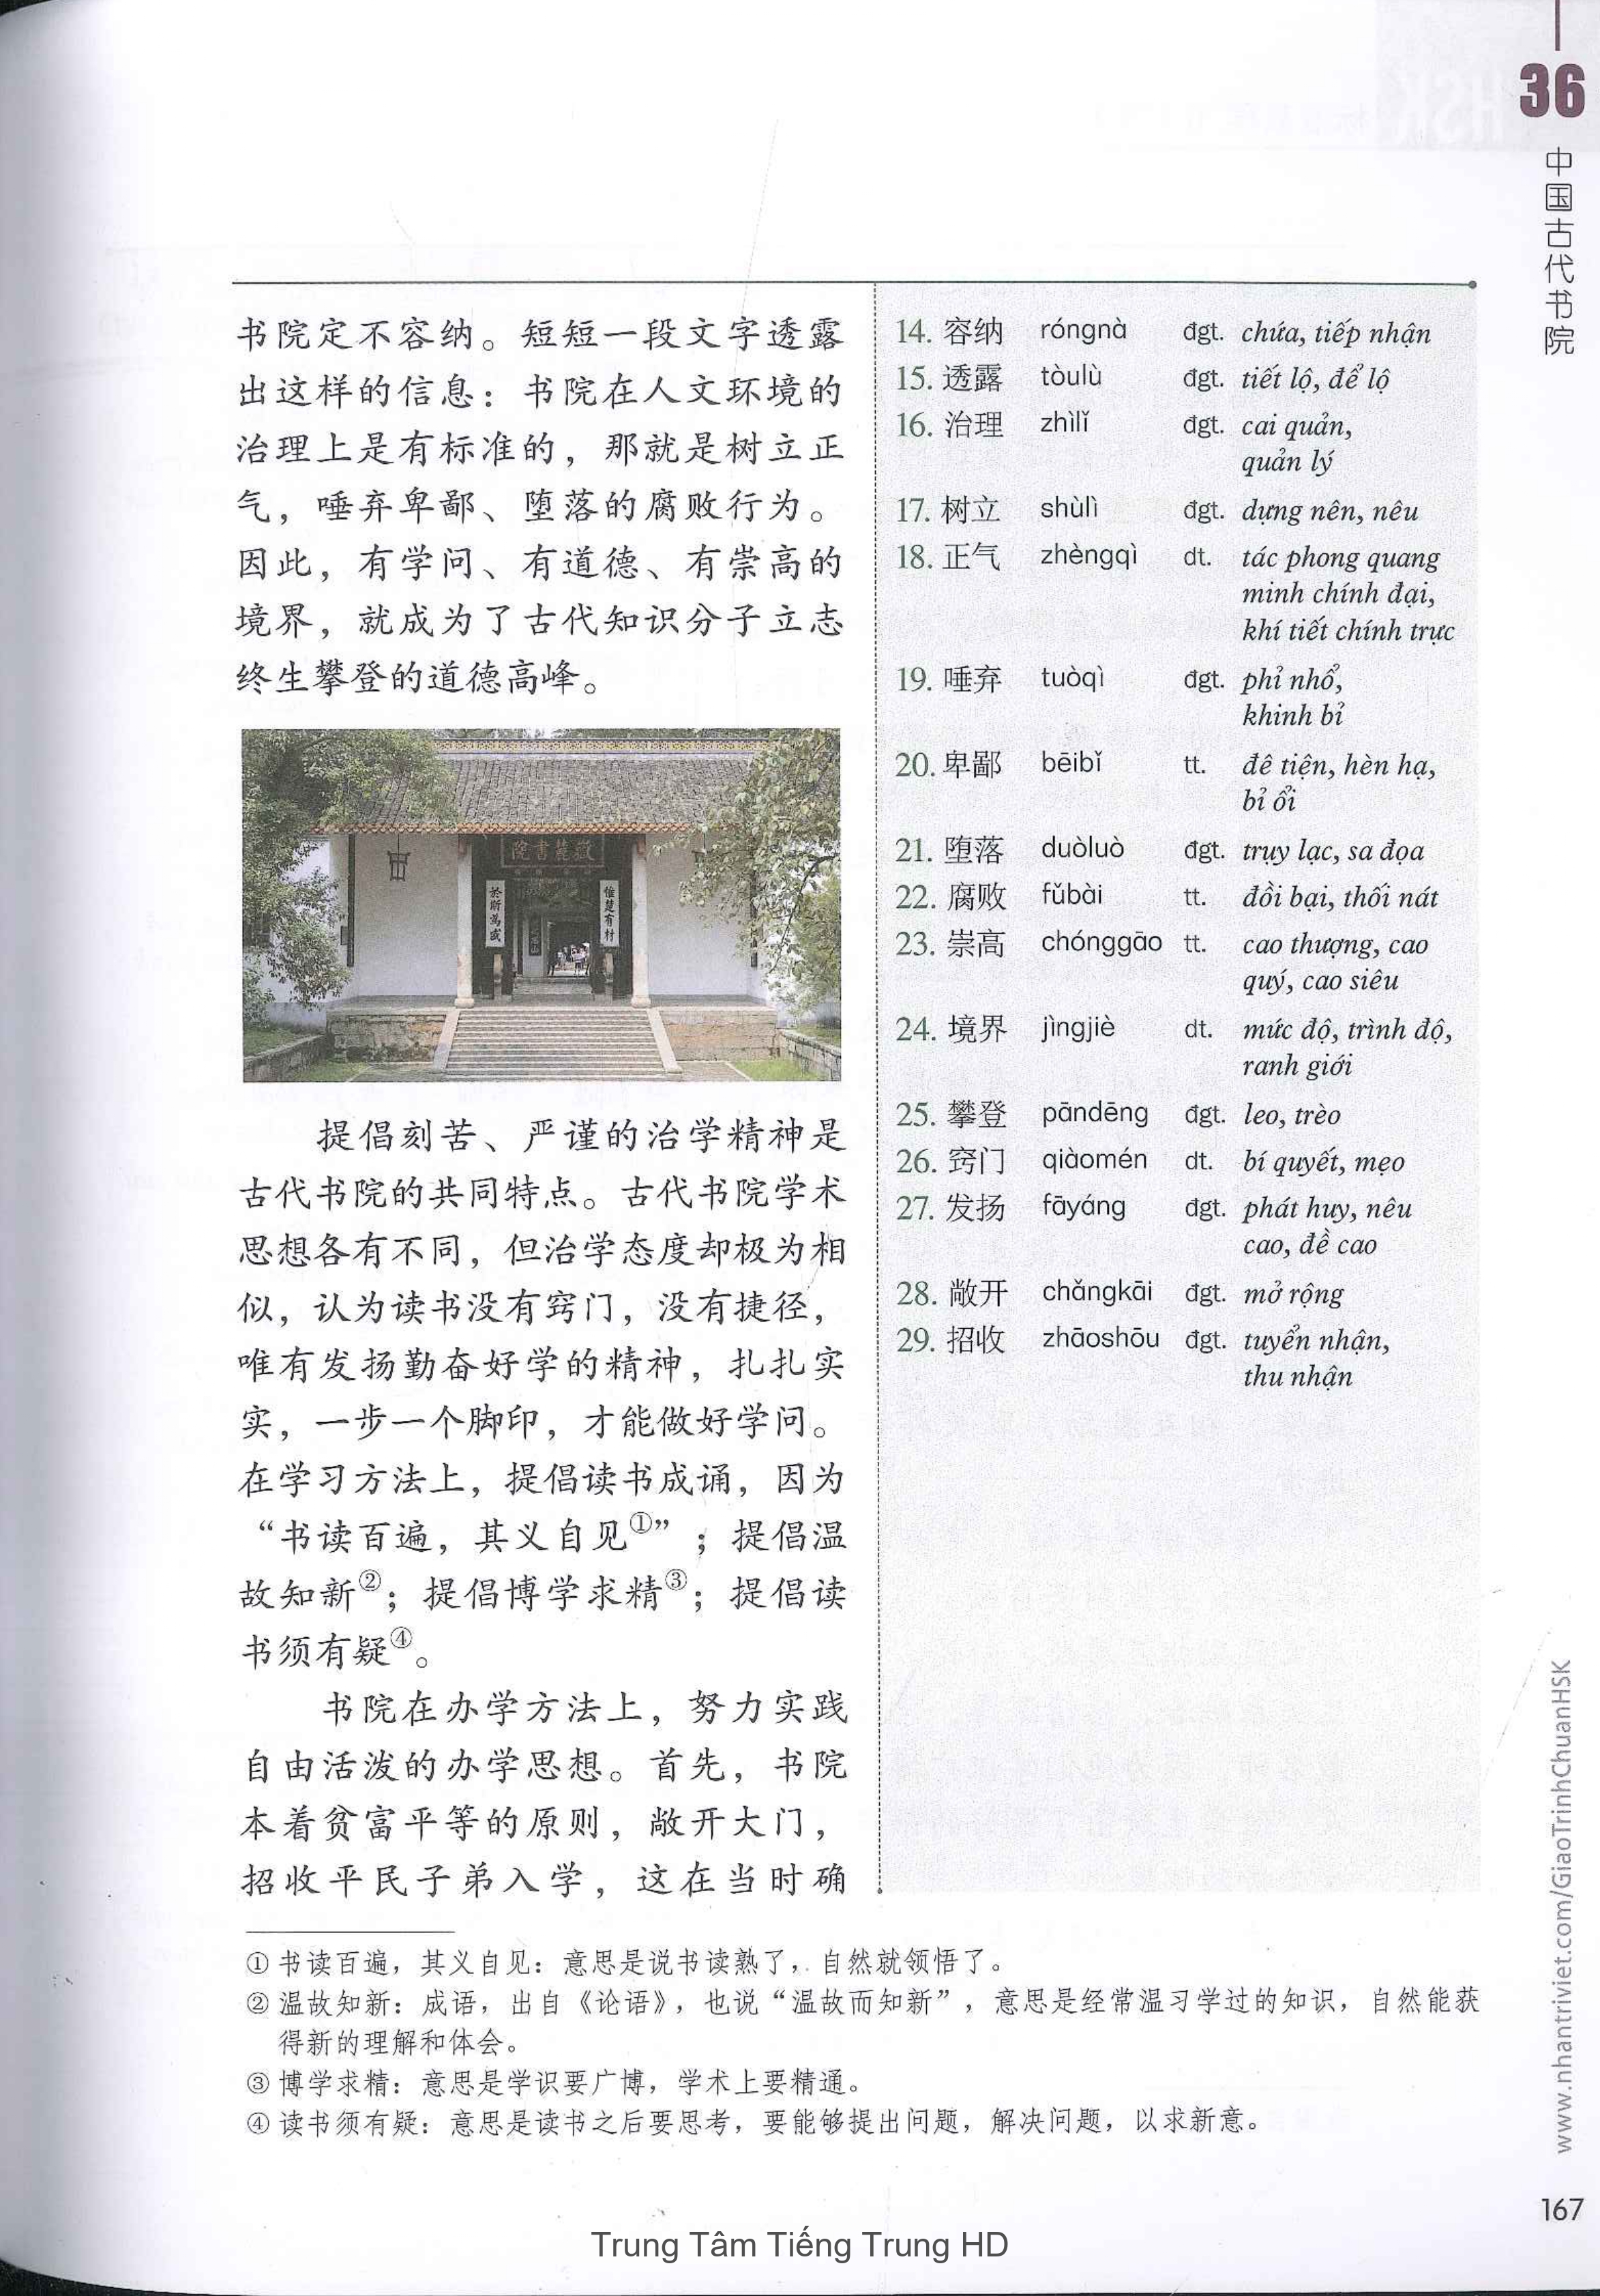 36
中国古代书院
书院定不容纳。短短一段文字透露
出这样的信息：书院在人文环境的
治理上是有标准的，那就是树立正
气，唾弃卑鄙、堕落的腐败行为。
因此，有学问、有道德、有崇高的
境界，就成为了古代知识分子立志
终生攀登的道德高峰。
院書麓嶽
於斯為盛
惟楚有材
提倡刻苦、严谨的治学精神是
古代书院的共同特点。古代书院学术
思想各有不同，但治学态度却极为相
似，认为读书没有窍门，没有捷径，
唯有发扬勤奋好学的精神，扎扎实
实，一步一个脚印，才能做好学问。
在学习方法上，提倡读书成诵，因为
“书读百遍，其义自见①”；提倡温
故知新②；提倡博学求精③；提倡读
书须有疑④。
书院在办学方法上，努力实践
自由活泼的办学思想。首先，书院
本着贫富平等的原则，敞开大门，
招收平民子弟入学，这在当时确
14. 容纳 róngnà đgt. chứa, tiếp nhận
15. 透露 tòulù đgt. tiết lộ, để lộ
16. 治理 zhìlǐ đgt. cai quản,
quản lý
17. 树立 shùlì đgt. dựng nên, nêu
18. 正气 zhèngqì dt. tác phong quang
minh chính đại,
khí tiết chính trực
19. 唾弃 tuòqì đgt. phỉ nhổ,
khinh bỉ
20. 卑鄙 bēibǐ tt. đê tiện, hèn hạ,
bỉ ổi
21. 堕落 duòluò đgt. trụy lạc, sa đọa
22. 腐败 fǔbài tt. đồi bại, thối nát
23. 崇高 chónggāo tt. cao thượng, cao
quý, cao siêu
24. 境界 jìngjiè dt. mức độ, trình độ,
ranh giới
25. 攀登 pāndēng đgt. leo, trèo
26. 窍门 qiàomén dt. bí quyết, mẹo
27. 发扬 fāyáng đgt. phát huy, nêu
cao, đề cao
28. 敞开 chǎngkāi đgt. mở rộng
29. 招收 zhāoshōu đgt. tuyển nhận,
thu nhận
① 书读百遍，其义自见：意思是说书读熟了，自然就领悟了。
② 温故知新：成语，出自《论语》，也说“温故而知新”，意思是经常温习学过的知识，自然能获
得新的理解和体会。
③ 博学求精：意思是学识要广博，学术上要精通。
④ 读书须有疑：意思是读书之后要思考，要能够提出问题，解决问题，以求新意。
www.nhantriviet.com/GiaoTrinhChuanHSK
167
Trung Tâm Tiếng Trung HD